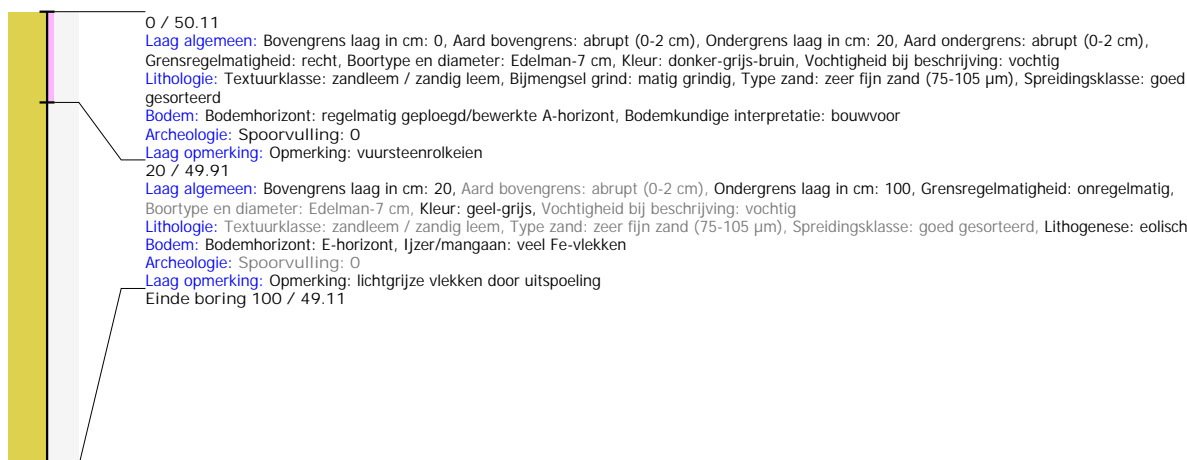 0 / 50.11
Laag algemeen: Bovengrens laag in cm: 0, Aard bovengrens: abrupt (0-2 cm), Ondergrens laag in cm: 20, Aard ondergrens: abrupt (0-2 cm),
Grensregelmatigheid: recht, Boortype en diameter: Edelman-7 cm, Kleur: donker-grijs-bruin, Vochtigheid bij beschrijving: vochtig
Lithologie: Textuurklasse: zandleem / zandig leem, Bijmengsel grind: matig grindig, Type zand: zeer fijn zand (75-105 µm), Spreidingsklasse: goed
gesorteerd
Bodem: Bodemhorizont: regelmatig geploegd/bewerkte A-horizont, Bodemkundige interpretatie: bouwvoor
Archeologie: Spoorvulling: 0
Laag opmerking: Opmerking: vuursteenrolkeien
20 / 49.91
Laag algemeen: Bovengrens laag in cm: 20, Aard bovengrens: abrupt (0-2 cm), Ondergrens laag in cm: 100, Grensregelmatigheid: onregelmatig,
Boortype en diameter: Edelman-7 cm, Kleur: geel-grijs, Vochtigheid bij beschrijving: vochtig
Lithologie: Textuurklasse: zandleem / zandig leem, Type zand: zeer fijn zand (75-105 µm), Spreidingsklasse: goed gesorteerd, Lithogenese: eolisch
Bodem: Bodemhorizont: E-horizont, Ijzer/mangaan: veel Fe-vlekken
Archeologie: Spoorvulling: 0
Laag opmerking: Opmerking: lichtgrijze vlekken door uitspoeling
Einde boring 100 / 49.11